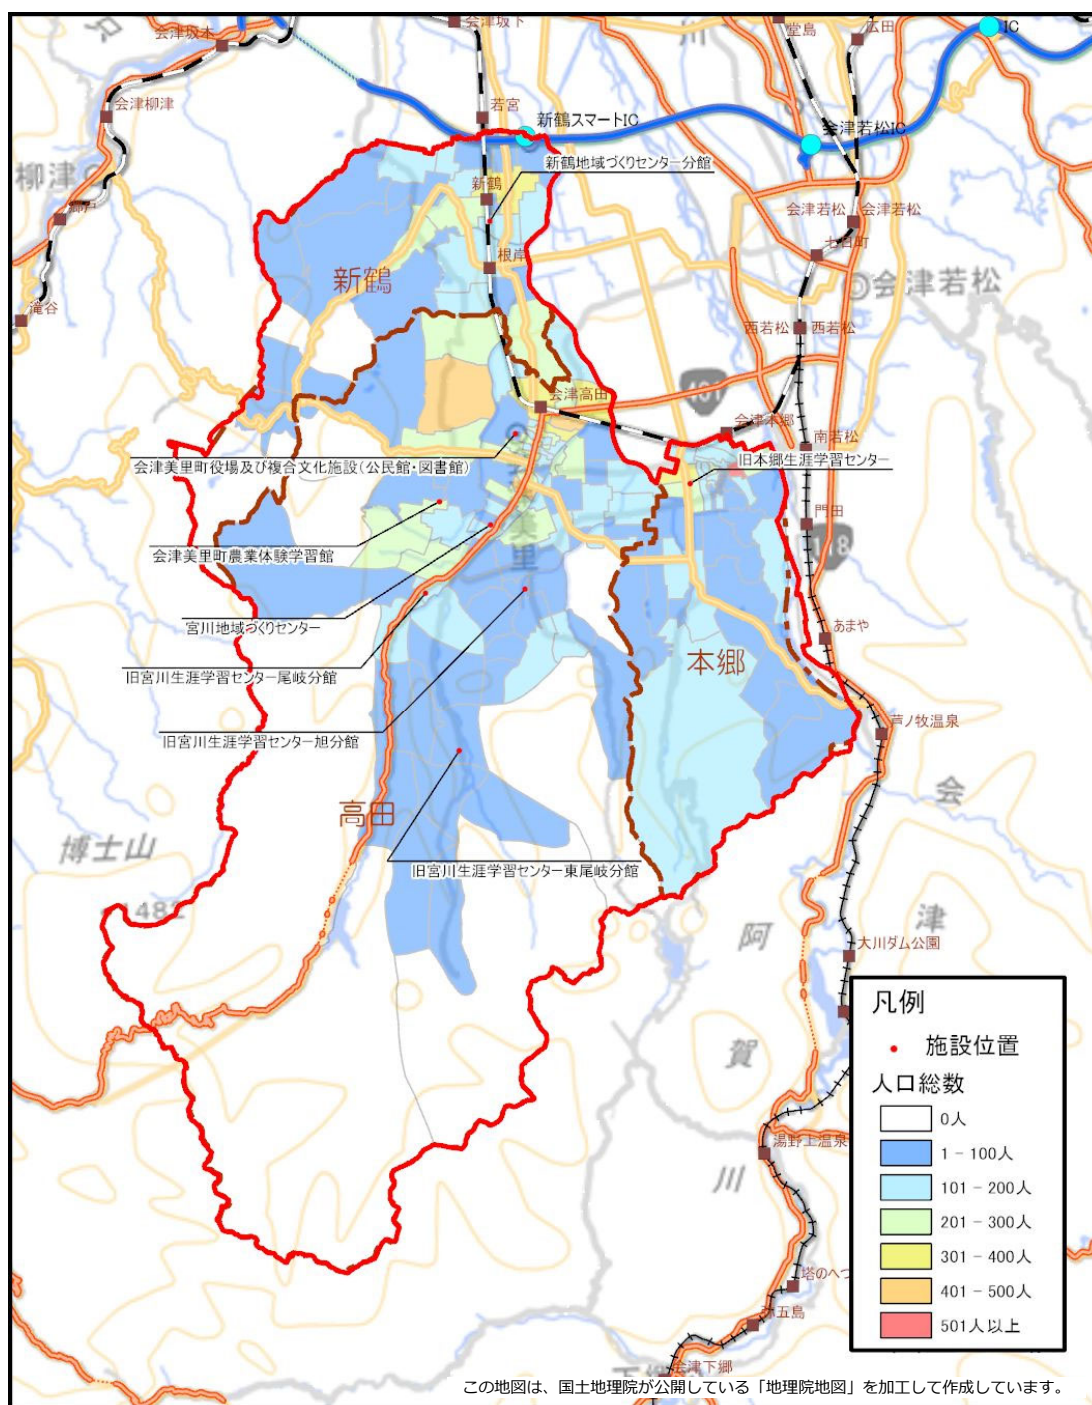 会津坂本
会津坂下
堂島
広田
IC
川
会津柳津
若宮
新鶴スマートIC
会津若松IC
新鶴地域づくりセンター分館
柳津
新鶴
会津若松
会津若松
七日町
根岸
新鶴
会津若松
滝谷
西若松
西若松
401
会津高田
会津本郷
南若松
会津美里町役場及び複合文化施設（公民館・図書館）
旧本郷生涯学習センター
門田
118
会津美里町農業体験学習館
美里
宮川地域づくりセンター
あまや
本郷
旧宮川生涯学習センター尾岐分館
芦ノ牧温泉
旧宮川生涯学習センター旭分館
会
高田
博士山
旧宮川生涯学習センター東尾岐分館
1482
津
阿
大川ダム公園
賀
川
湯野上温泉
塔のへつ
会津下郷
凡例
施設位置
人口総数
0人
1 - 100人
101 - 200人
201 - 300人
301 - 400人
401 - 500人
501人以上
この地図は、国土地理院が公開している「地理院地図」を加工して作成しています。